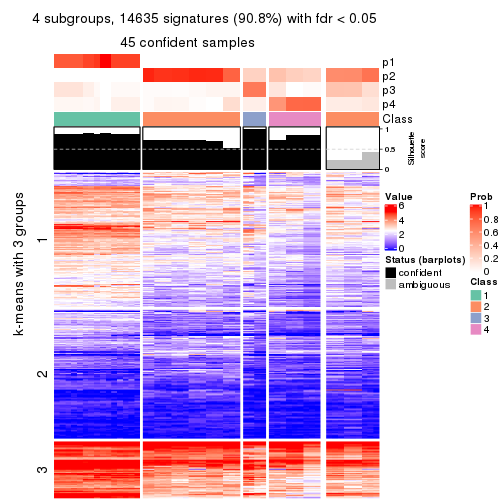 4 subgroups, 14635 signatures (90.8%) with fdr < 0.05
45 confident samples
p1
p2
p3
p4
Class
1
0.5
0
Silhouette
score
k-means with 3 groups
1
2
3
Value
6
4
2
0
Status (barplots)
confident
ambiguous
Prob
1
0.8
0.6
0.4
0.2
0
Class
1
2
3
4